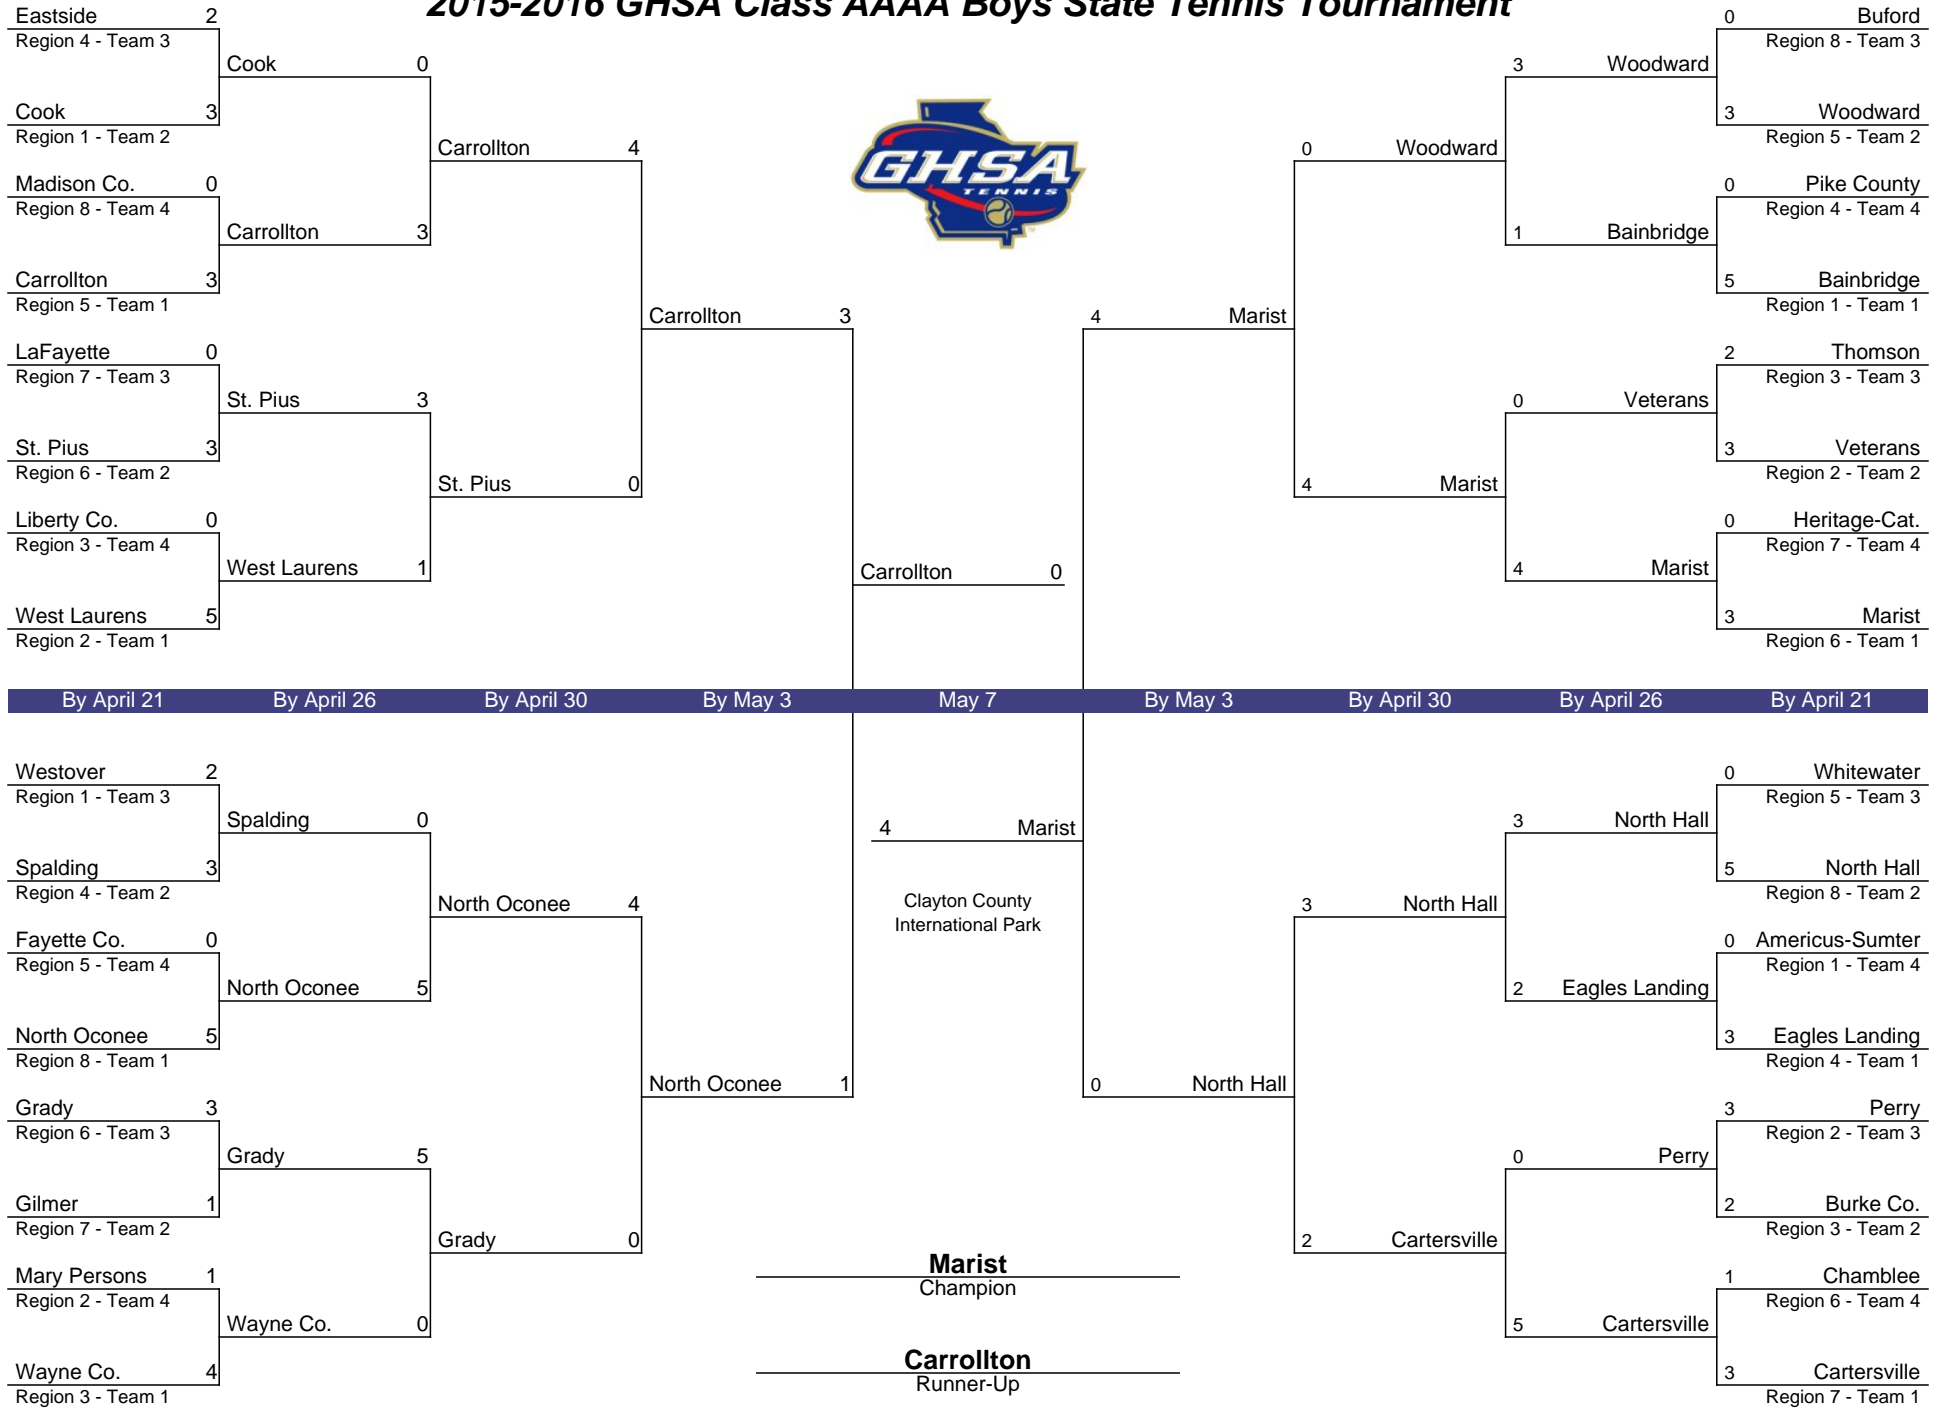 2015-2016 GHSA Class AAAA Boys State Tennis Tournament
Eastside 2
Region 4 - Team 3
Cook 0
Cook 3
Region 1 - Team 2
Carrollton 4
Madison Co. 0
Region 8 - Team 4
Carrollton 3
Carrollton 3
Region 5 - Team 1
Carrollton 3
LaFayette 0
Region 7 - Team 3
St. Pius 3
St. Pius 3
Region 6 - Team 2
St. Pius 0
Liberty Co. 0
Region 3 - Team 4
West Laurens 1
West Laurens 5
Region 2 - Team 1
Carrollton 0
GHSA
TENNIS
TM
0 Buford
Region 8 - Team 3
3 Woodward
3 Woodward
Region 5 - Team 2
0 Woodward
0 Pike County
Region 4 - Team 4
1 Bainbridge
5 Bainbridge
Region 1 - Team 1
4 Marist
2 Thomson
Region 3 - Team 3
0 Veterans
3 Veterans
Region 2 - Team 2
4 Marist
0 Heritage-Cat.
Region 7 - Team 4
4 Marist
3 Marist
Region 6 - Team 1
By April 21 By April 26 By April 30 By May 3 May 7 By May 3 By April 30 By April 26 By April 21
Westover 2
Region 1 - Team 3
Spalding 0
Spalding 3
Region 4 - Team 2
North Oconee 4
Fayette Co. 0
Region 5 - Team 4
North Oconee 5
North Oconee 5
Region 8 - Team 1
North Oconee 1
Grady 3
Region 6 - Team 3
Grady 5
Gilmer 1
Region 7 - Team 2
Grady 0
Mary Persons 1
Region 2 - Team 4
Wayne Co. 0
Wayne Co. 4
Region 3 - Team 1
4 Marist
Clayton County
International Park
0 Whitewater
Region 5 - Team 3
3 North Hall
5 North Hall
Region 8 - Team 2
3 North Hall
0 Americus-Sumter
Region 1 - Team 4
2 Eagles Landing
3 Eagles Landing
Region 4 - Team 1
0 North Hall
3 Perry
Region 2 - Team 3
0 Perry
2 Burke Co.
Region 3 - Team 2
2 Cartersville
1 Chamblee
Region 6 - Team 4
5 Cartersville
3 Cartersville
Region 7 - Team 1
Marist
Champion
Carrollton
Runner-Up